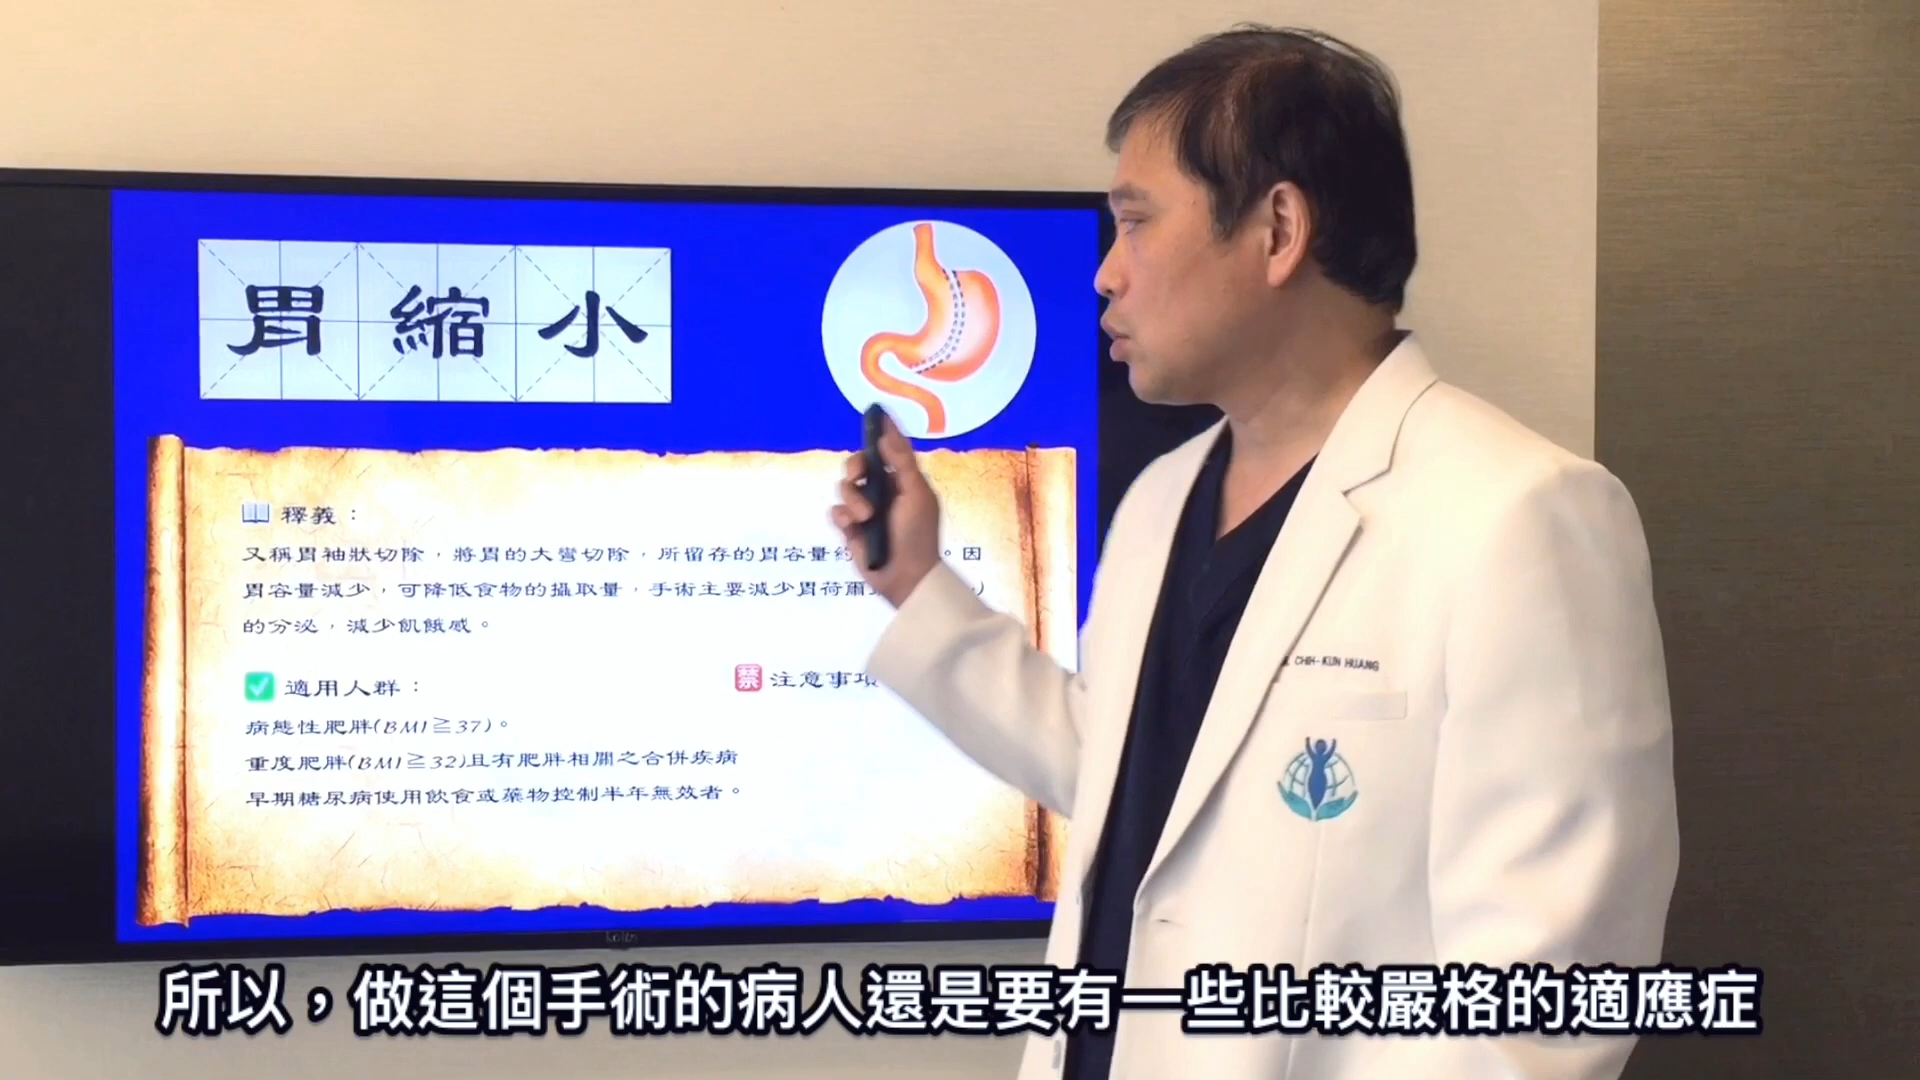 胃縮小
釋義：
又稱胃袖狀切除，將胃的大彎切除，所留存的胃容量約 。因
胃容量減少，可降低食物的攝取量，手術主要減少胃荷爾
的分泌，減少飢餓感。
適用人群：
禁 注意事項
病態性肥胖(BMI≧37)。
重度肥胖(BMI≧32)且有肥胖相關之合併疾病
早期糖尿病使用飲食或藥物控制半年無效者。
CHIH-KUN HUANG
所以，做這個手術的病人還是要有一些比較嚴格的適應症